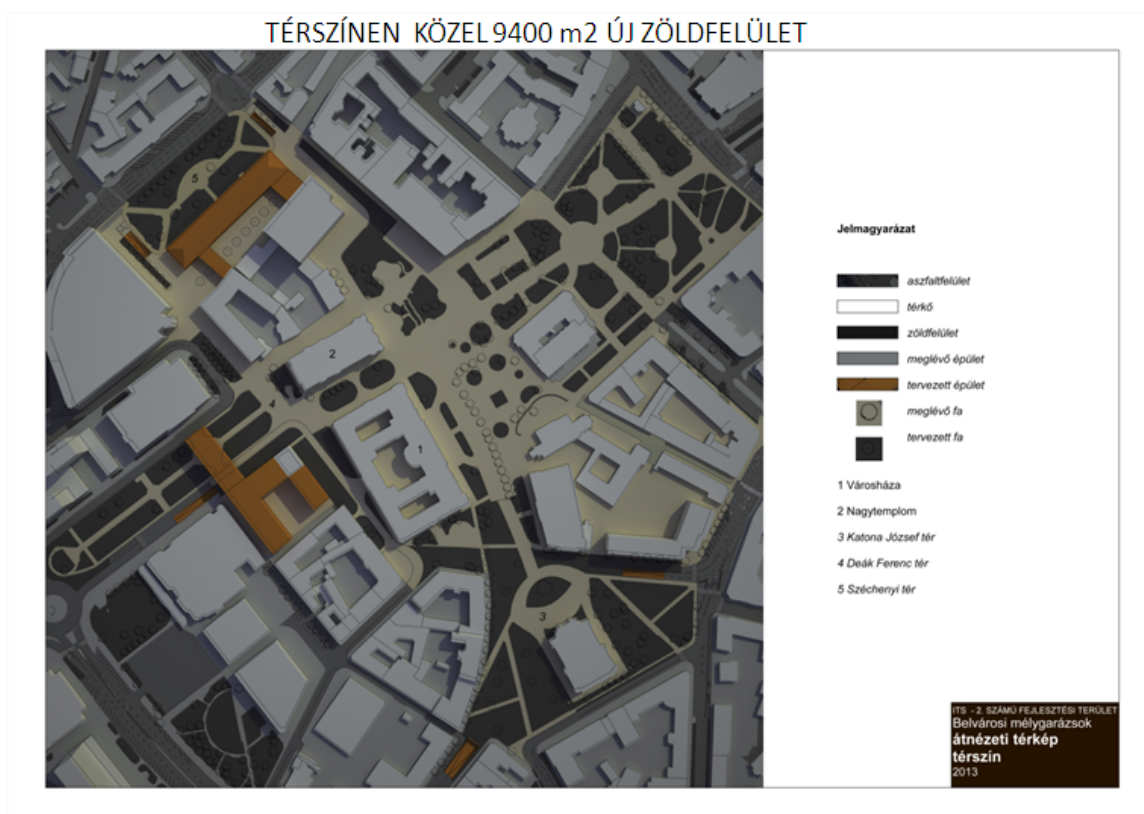 TÉRSZÍNEN KÖZEL 9400 m2 ÚJ ZÖLDFELÜLET
5
2
4
1
3
Jelmagyarázat
aszfaltfelület
térkő
zöldfelület
meglévő épület
tervezett épület
meglévő fa
tervezett fa
1 Városháza
2 Nagytemplom
3 Katona József tér
4 Deák Ferenc tér
5 Széchenyi tér
ITS - 2. SZÁMÚ FEJLESZTÉSI TERÜLET
Belvárosi mélygarázsok
átnézeti térkép
térszín
2013